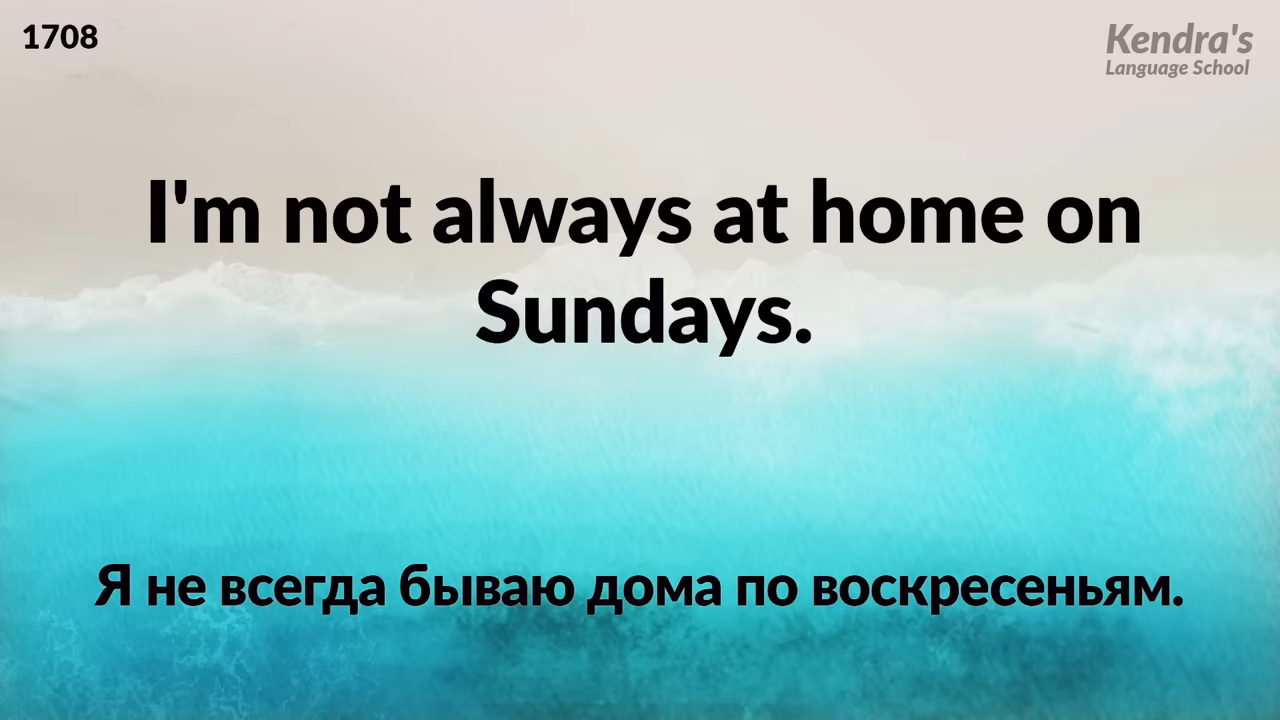 1708
Kendra's
Language School
I'm not always at home on
Sundays.
Я не всегда бываю дома по воскресеньям.